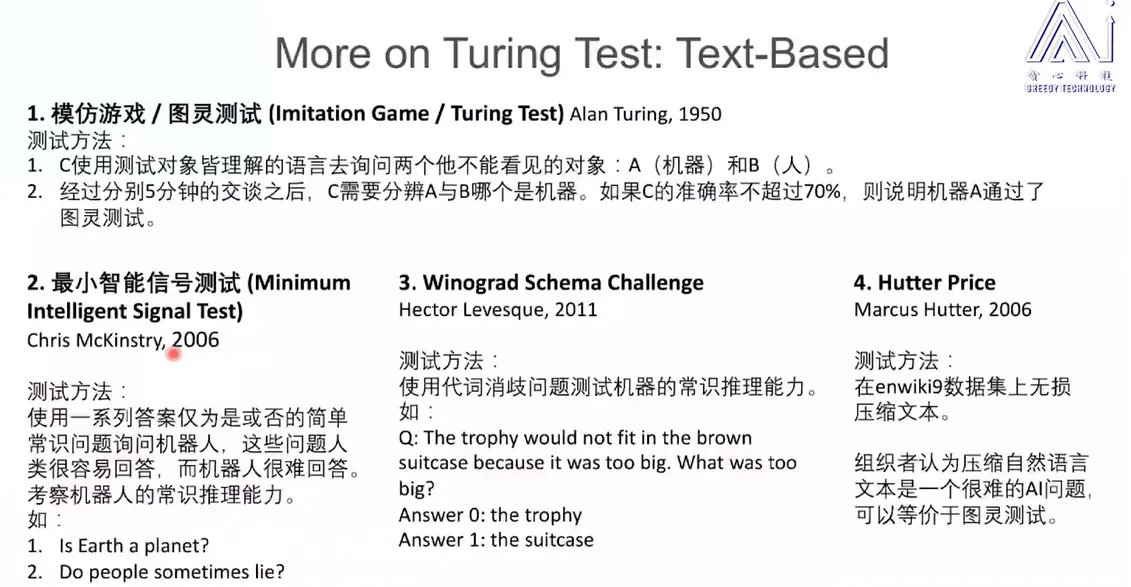 More on Turing Test: Text-Based
贪心科技
GREEDY TECHNOLOGY
1. 模仿游戏 / 图灵测试 (Imitation Game / Turing Test) Alan Turing, 1950
测试方法：
1. C使用测试对象皆理解的语言去询问两个他不能看见的对象：A（机器）和B（人）。
2. 经过分别5分钟的交谈之后，C需要分辨A与B哪个是机器。如果C的准确率不超过70%，则说明机器A通过了
图灵测试。
2. 最小智能信号测试 (Minimum
Intelligent Signal Test)
Chris McKinstry, 2006
测试方法：
使用一系列答案仅为是或否的简单
常识问题询问机器人，这些问题人
类很容易回答，而机器人很难回答。
考察机器人的常识推理能力。
如：
1. Is Earth a planet?
2. Do people sometimes lie?
3. Winograd Schema Challenge
Hector Levesque, 2011
测试方法：
使用代词消歧问题测试机器的常识推理能力。
如：
Q: The trophy would not fit in the brown
suitcase because it was too big. What was too
big?
Answer 0: the trophy
Answer 1: the suitcase
4. Hutter Price
Marcus Hutter, 2006
测试方法：
在enwiki9数据集上无损
压缩文本。
组织者认为压缩自然语言
文本是一个很难的AI问题，
可以等价于图灵测试。